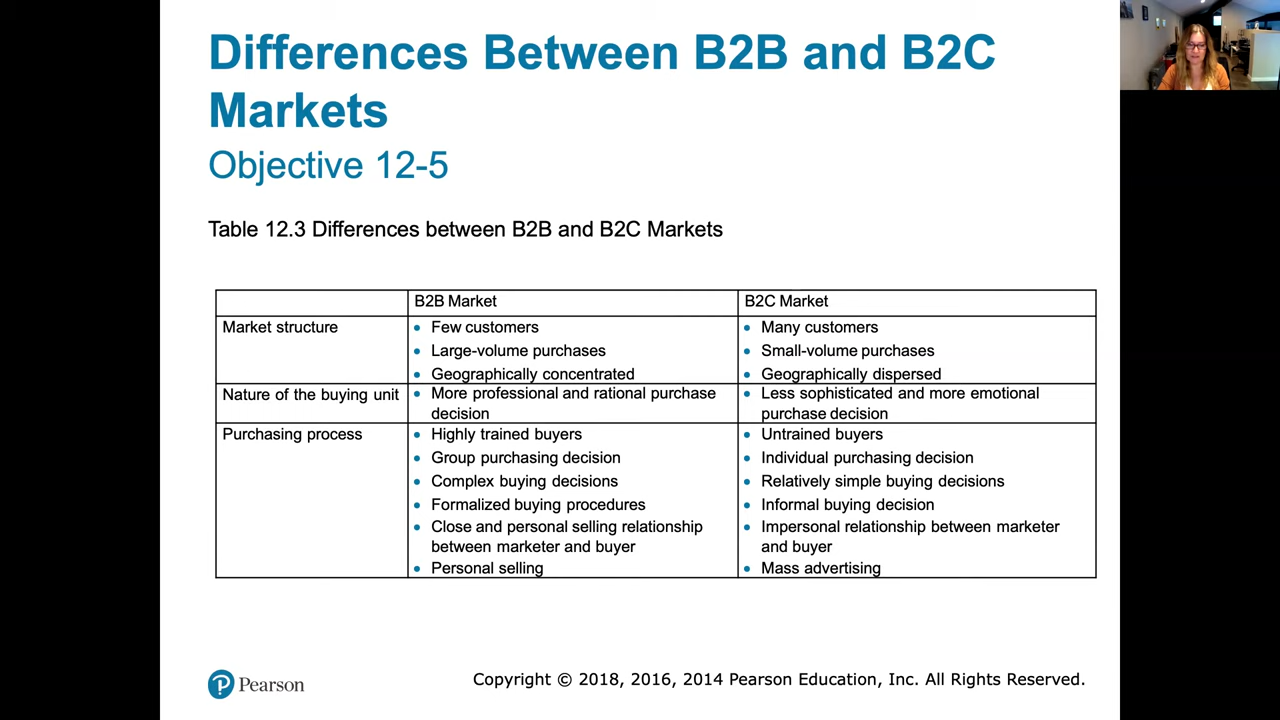 Differences Between B2B and B2C
Markets
Objective 12-5
Table 12.3 Differences between B2B and B2C Markets
B2B Market
B2C Market
Market structure
• Few customers
• Large-volume purchases
• Geographically concentrated
• Many customers
• Small-volume purchases
• Geographically dispersed
Nature of the buying unit
• More professional and rational purchase
decision
• Less sophisticated and more emotional
purchase decision
Purchasing process
• Highly trained buyers
• Group purchasing decision
• Complex buying decisions
• Formalized buying procedures
• Close and personal selling relationship
between marketer and buyer
• Personal selling
• Untrained buyers
• Individual purchasing decision
• Relatively simple buying decisions
• Informal buying decision
• Impersonal relationship between marketer
and buyer
• Mass advertising
Pearson
Copyright © 2018, 2016, 2014 Pearson Education, Inc. All Rights Reserved.